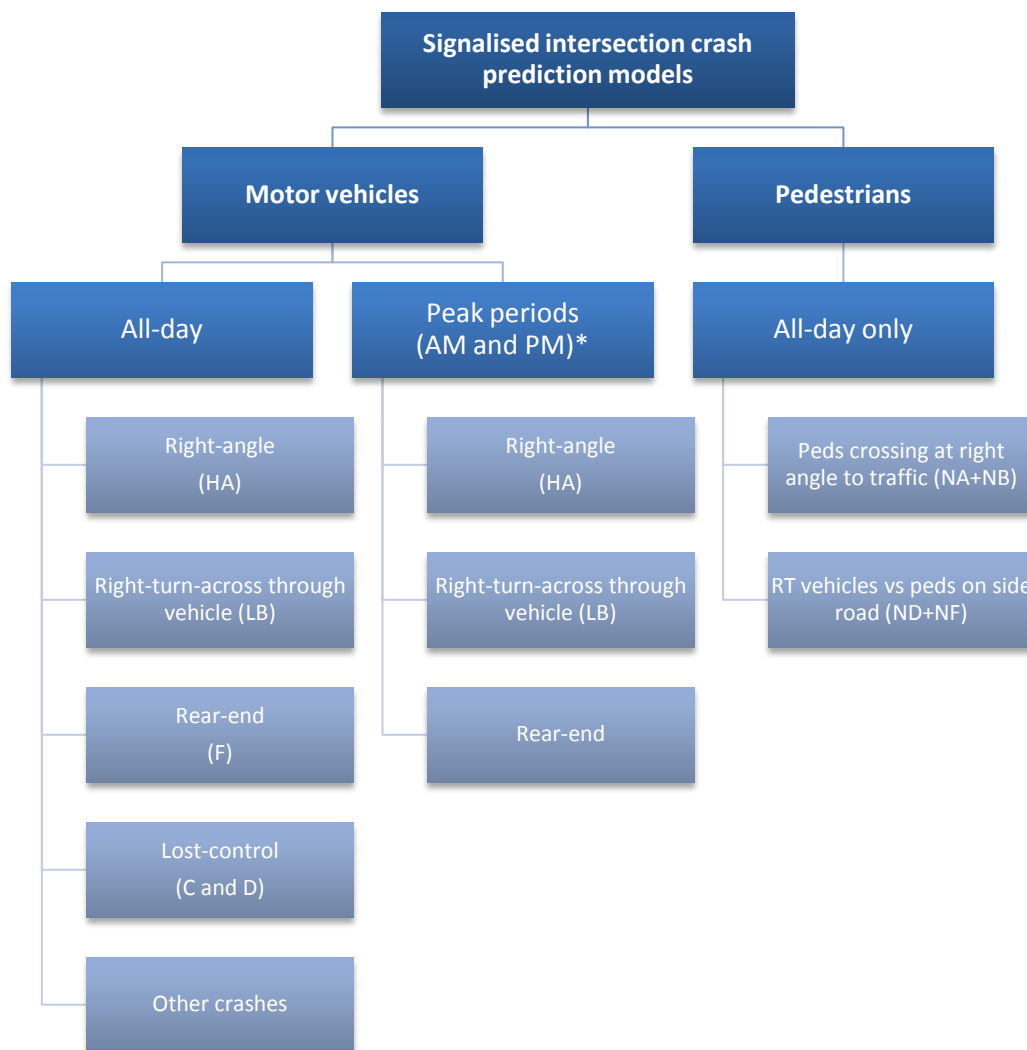 Signalised intersection crash
prediction models
Motor vehicles
Pedestrians
All-day
Peak periods
(AM and PM)*
All-day only
Right-angle
(HA)
Right-angle
(HA)
Peds crossing at right
angle to traffic (NA+NB)
Right-turn-across through
vehicle (LB)
Right-turn-across through
vehicle (LB)
RT vehicles vs peds on side
road (ND+NF)
Rear-end
(F)
Rear-end
Lost-control
(C and D)
Other crashes